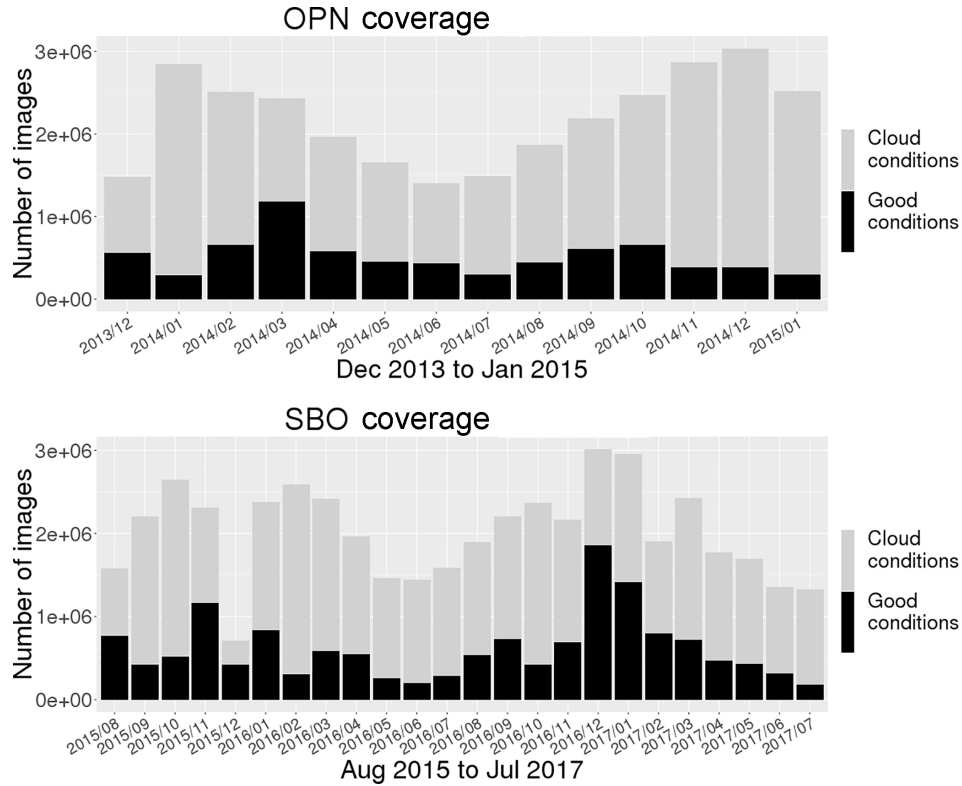 OPN coverage
Number of images
3e+06
2e+06
1e+06
0e+00
2013/12 2014/01 2014/02 2014/03 2014/04 2014/05 2014/06 2014/07 2014/08 2014/09 2014/10 2014/11 2014/12 2015/01
Dec 2013 to Jan 2015
Cloud
conditions
Good
conditions
SBO coverage
Number of images
3e+06
2e+06
1e+06
0e+00
2015/08 2015/09 2015/10 2015/11 2015/12 2016/01 2016/02 2016/03 2016/04 2016/05 2016/06 2016/07 2016/08 2016/09 2016/10 2016/11 2016/12 2017/01 2017/02 2017/03 2017/04 2017/05 2017/06 2017/07
Aug 2015 to Jul 2017
Cloud
conditions
Good
conditions